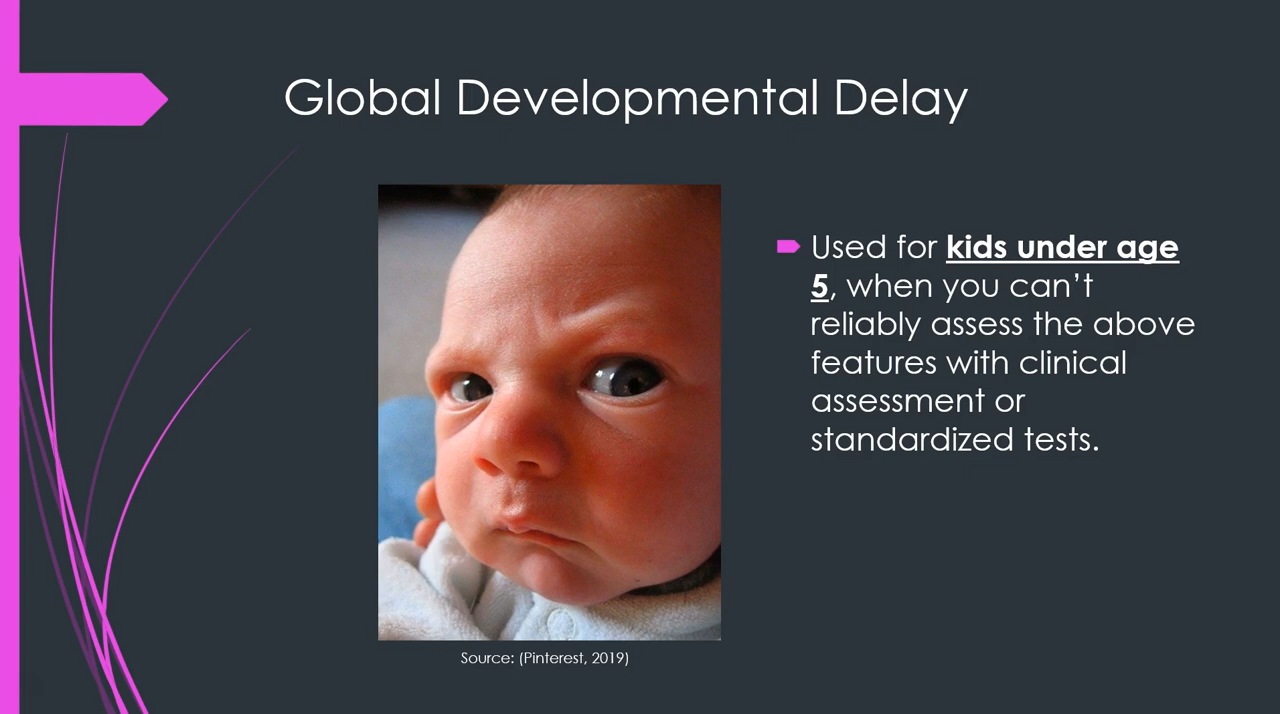 Global Developmental Delay
Used for kids under age
5, when you can’t
reliably assess the above
features with clinical
assessment or
standardized tests.
Source: (Pinterest, 2019)